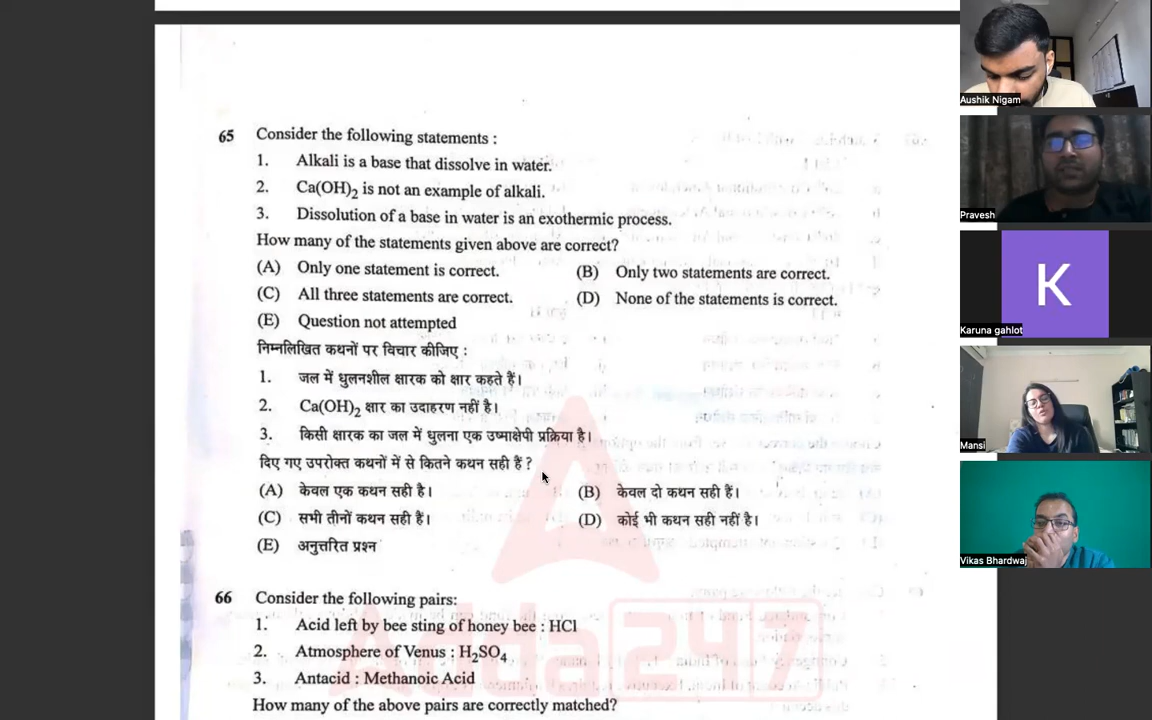 65 Consider the following statements :
1. Alkali is a base that dissolve in water.
2. Ca(OH)2 is not an example of alkali.
3. Dissolution of a base in water is an exothermic process.
How many of the statements given above are correct?
(A) Only one statement is correct. (B) Only two statements are correct.
(C) All three statements are correct. (D) None of the statements is correct.
(E) Question not attempted
निम्नलिखित कथनों पर विचार कीजिए :
1. जल में घुलनशील क्षारक को क्षार कहते हैं।
2. Ca(OH)2 क्षार का उदाहरण नहीं है।
3. किसी क्षारक का जल में घुलना एक उष्माक्षेपी प्रक्रिया है।
दिए गए उपरोक्त कथनों में से कितने कथन सही हैं ?
(A) केवल एक कथन सही है। (B) केवल दो कथन सही हैं।
(C) सभी तीनों कथन सही हैं। (D) कोई भी कथन सही नहीं है।
(E) अनुत्तरित प्रश्न
66 Consider the following pairs:
1. Acid left by bee sting of honey bee : HCl
2. Atmosphere of Venus : H2SO4
3. Antacid : Methanoic Acid
How many of the above pairs are correctly matched?
Adda247
Aushik Nigam
Pravesh
K
Karuna gahlot
Mansi
Vikas Bhardwaj